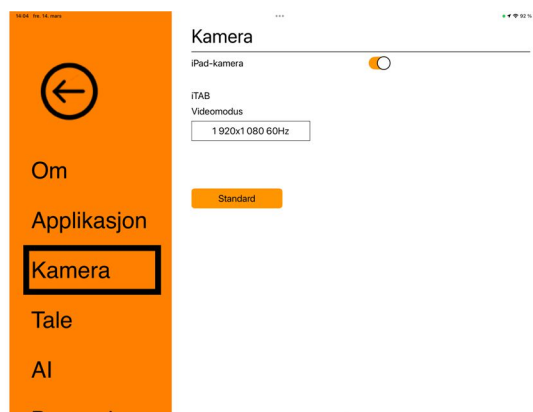 14:04 fre. 14. mars
92 %
Kamera
iPad-kamera
iTAB
Videomodus
1 920x1 080 60Hz
Standard
Om
Applikasjon
Kamera
Tale
AI